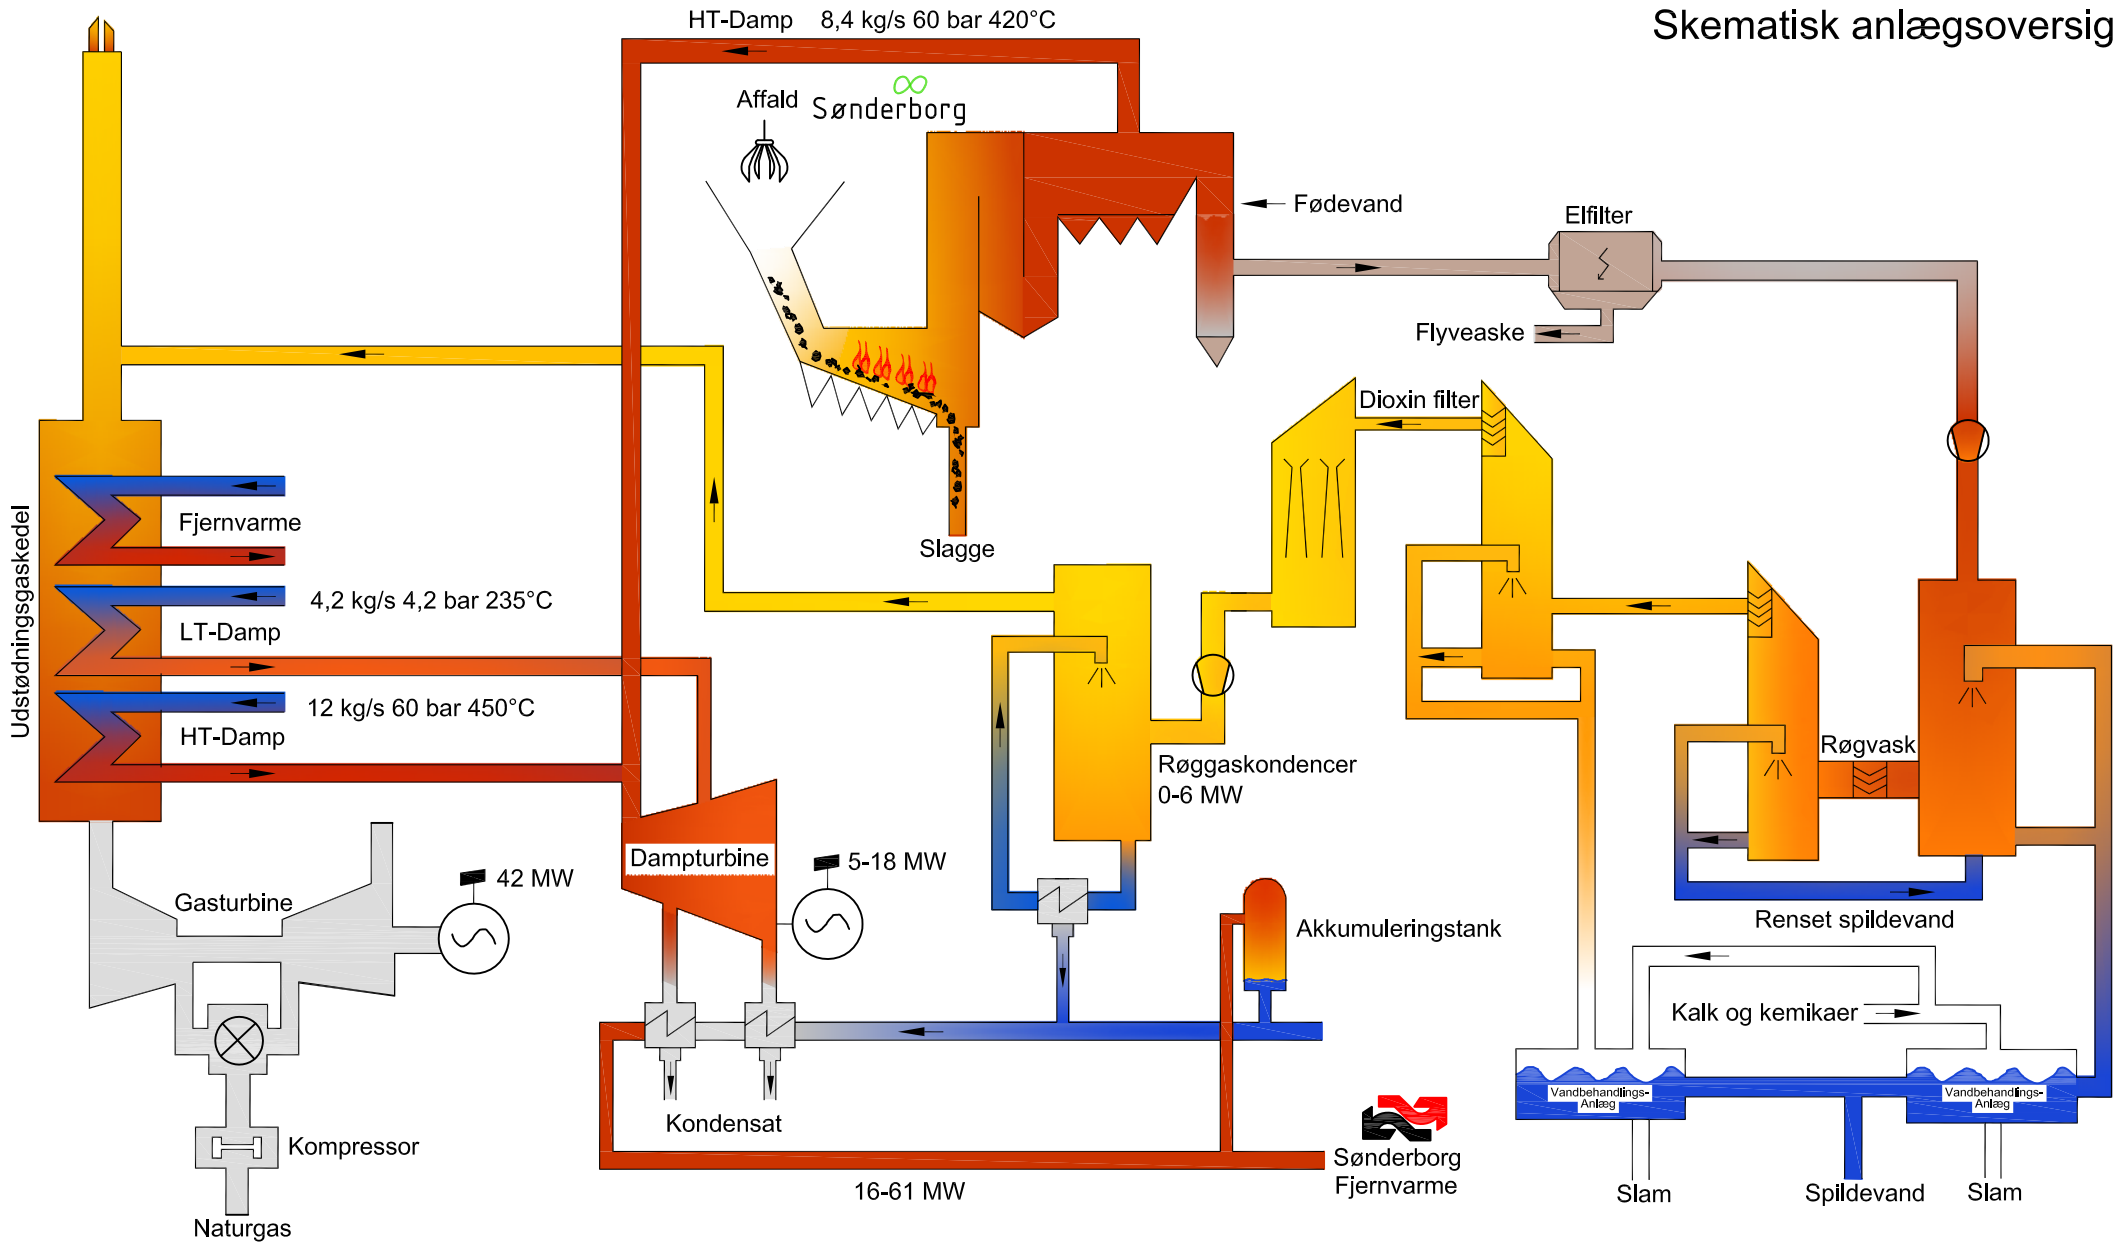 Skematisk anlægsoversig
HT-Damp 8,4 kg/s 60 bar 420°C
Affald
Sønderborg
Fødevand
Elfilter
Flyveaske
Dioxin filter
Slagge
Udstødningsgaskedel
Fjernvarme
4,2 kg/s 4,2 bar 235°C
LT-Damp
12 kg/s 60 bar 450°C
HT-Damp
Røggaskondencer
0-6 MW
Røgvask
Dampturbine
5-18 MW
42 MW
Gasturbine
Akkumuleringstank
Renset spildevand
Kalk og kemikaer
Vandbehandlings-
Anlæg
Vandbehandlings-
Anlæg
Kondensat
Kompressor
Sønderborg
Fjernvarme
16-61 MW
Slam
Spildevand
Slam
Naturgas